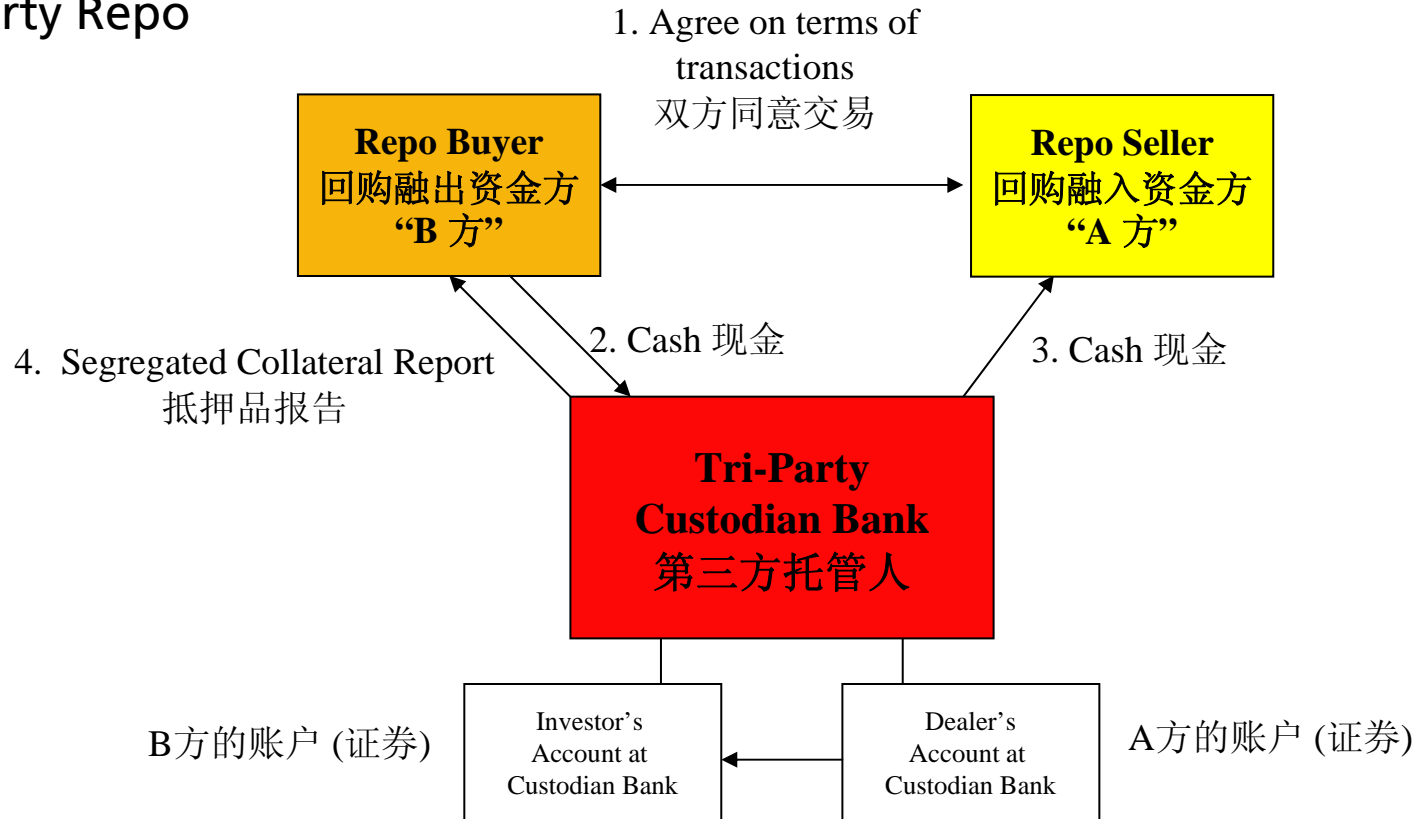 rty Repo
1. Agree on terms of
transactions
双方同意交易
Repo Buyer
回购融出资金方
“B 方”
Repo Seller
回购融入资金方
“A 方”
2. Cash 现金
3. Cash 现金
4. Segregated Collateral Report
抵押品报告
Tri-Party
Custodian Bank
第三方托管人
B方的账户 (证券)
Investor’s
Account at
Custodian Bank
Dealer’s
Account at
Custodian Bank
A方的账户 (证券)